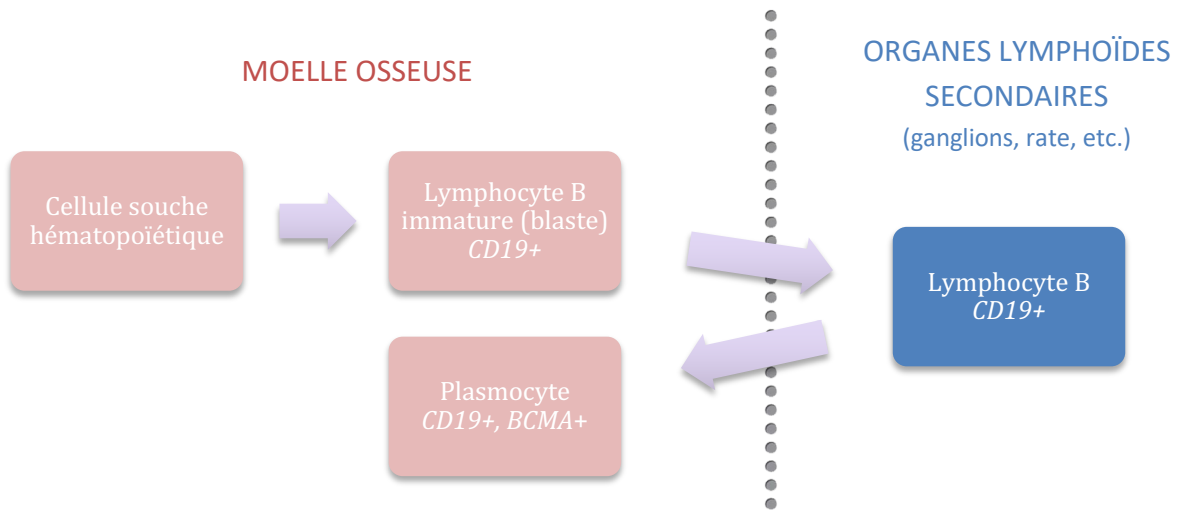 MOELLE OSSEUSE
ORGANES LYMPHOÏDES
SECONDAIRES
(ganglions, rate, etc.)
Cellule souche
hématopoïétique
Lymphocyte B
immature (blaste)
CD19+
Lymphocyte B
CD19+
Plasmocyte
CD19+, BCMA+